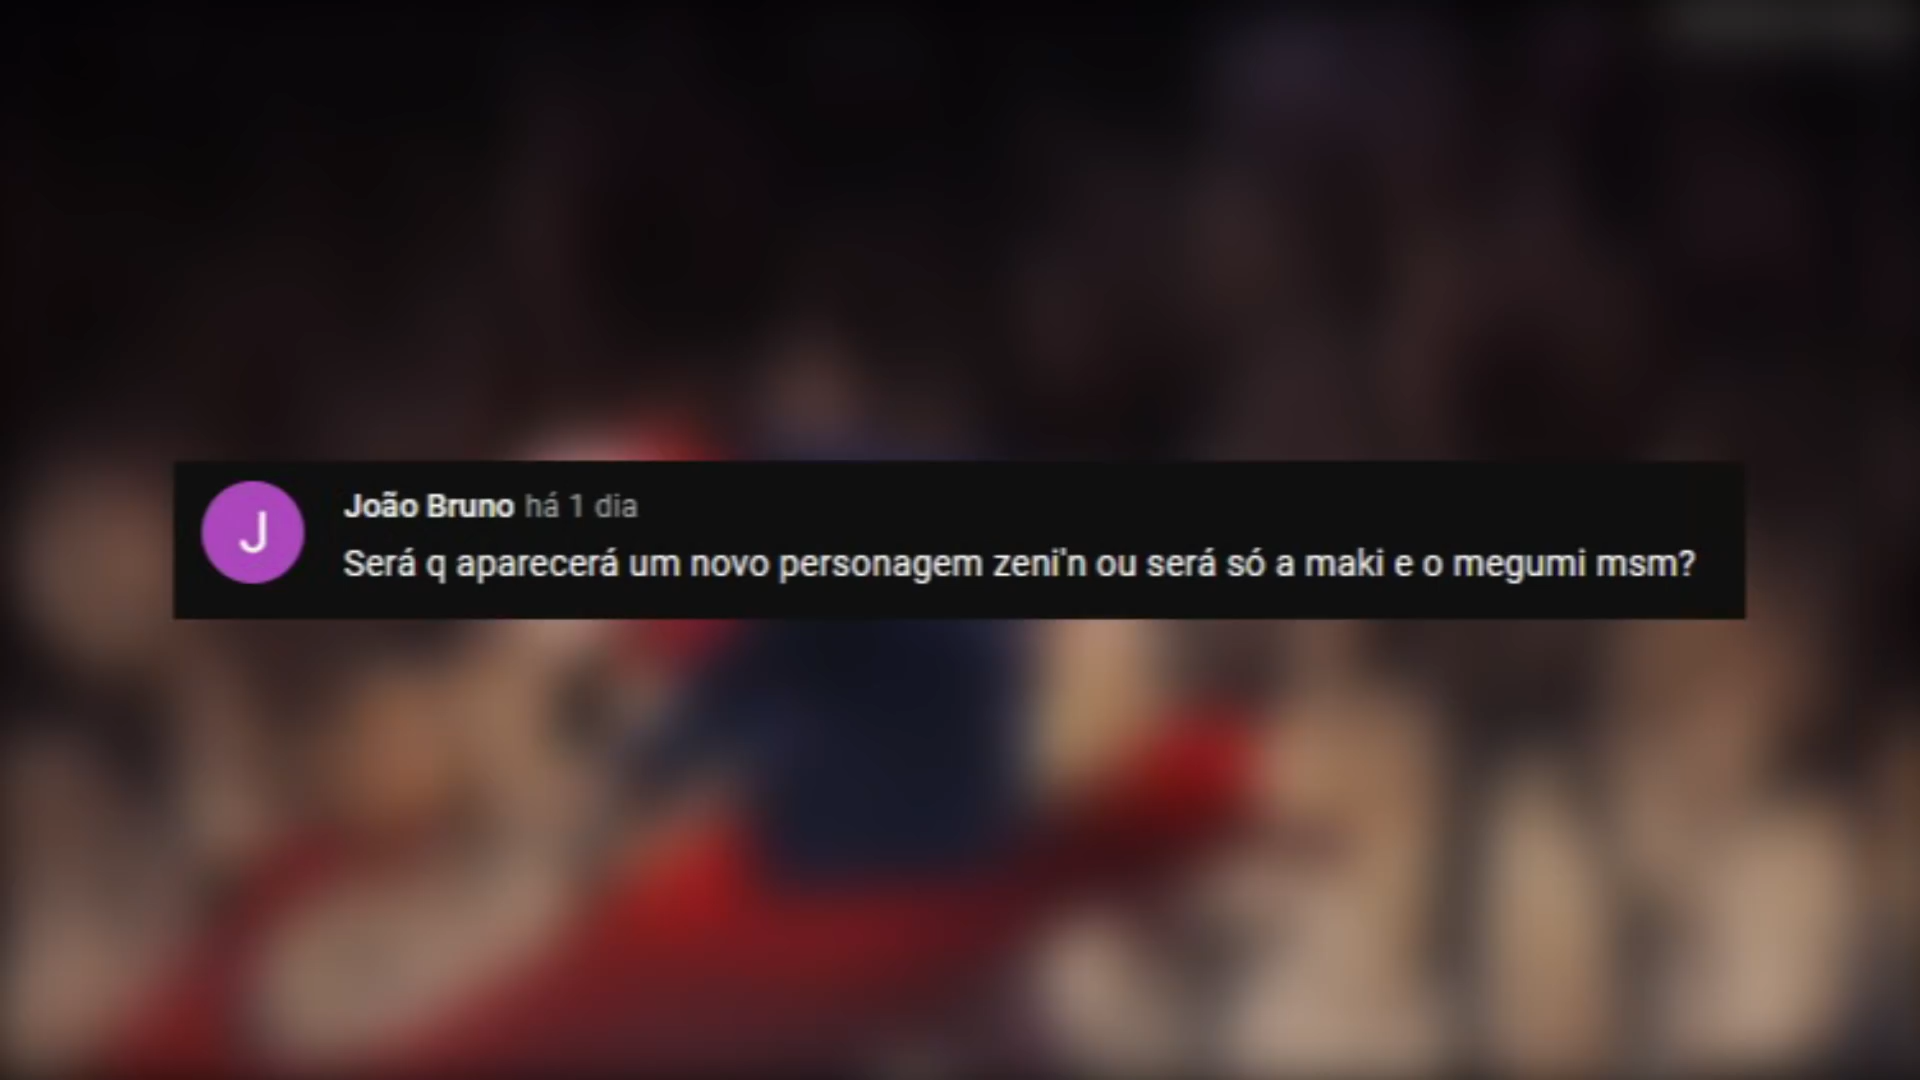 J
João Bruno há 1 dia
Será q aparecerá um novo personagem zeni'n ou será só a maki e o megumi msm?